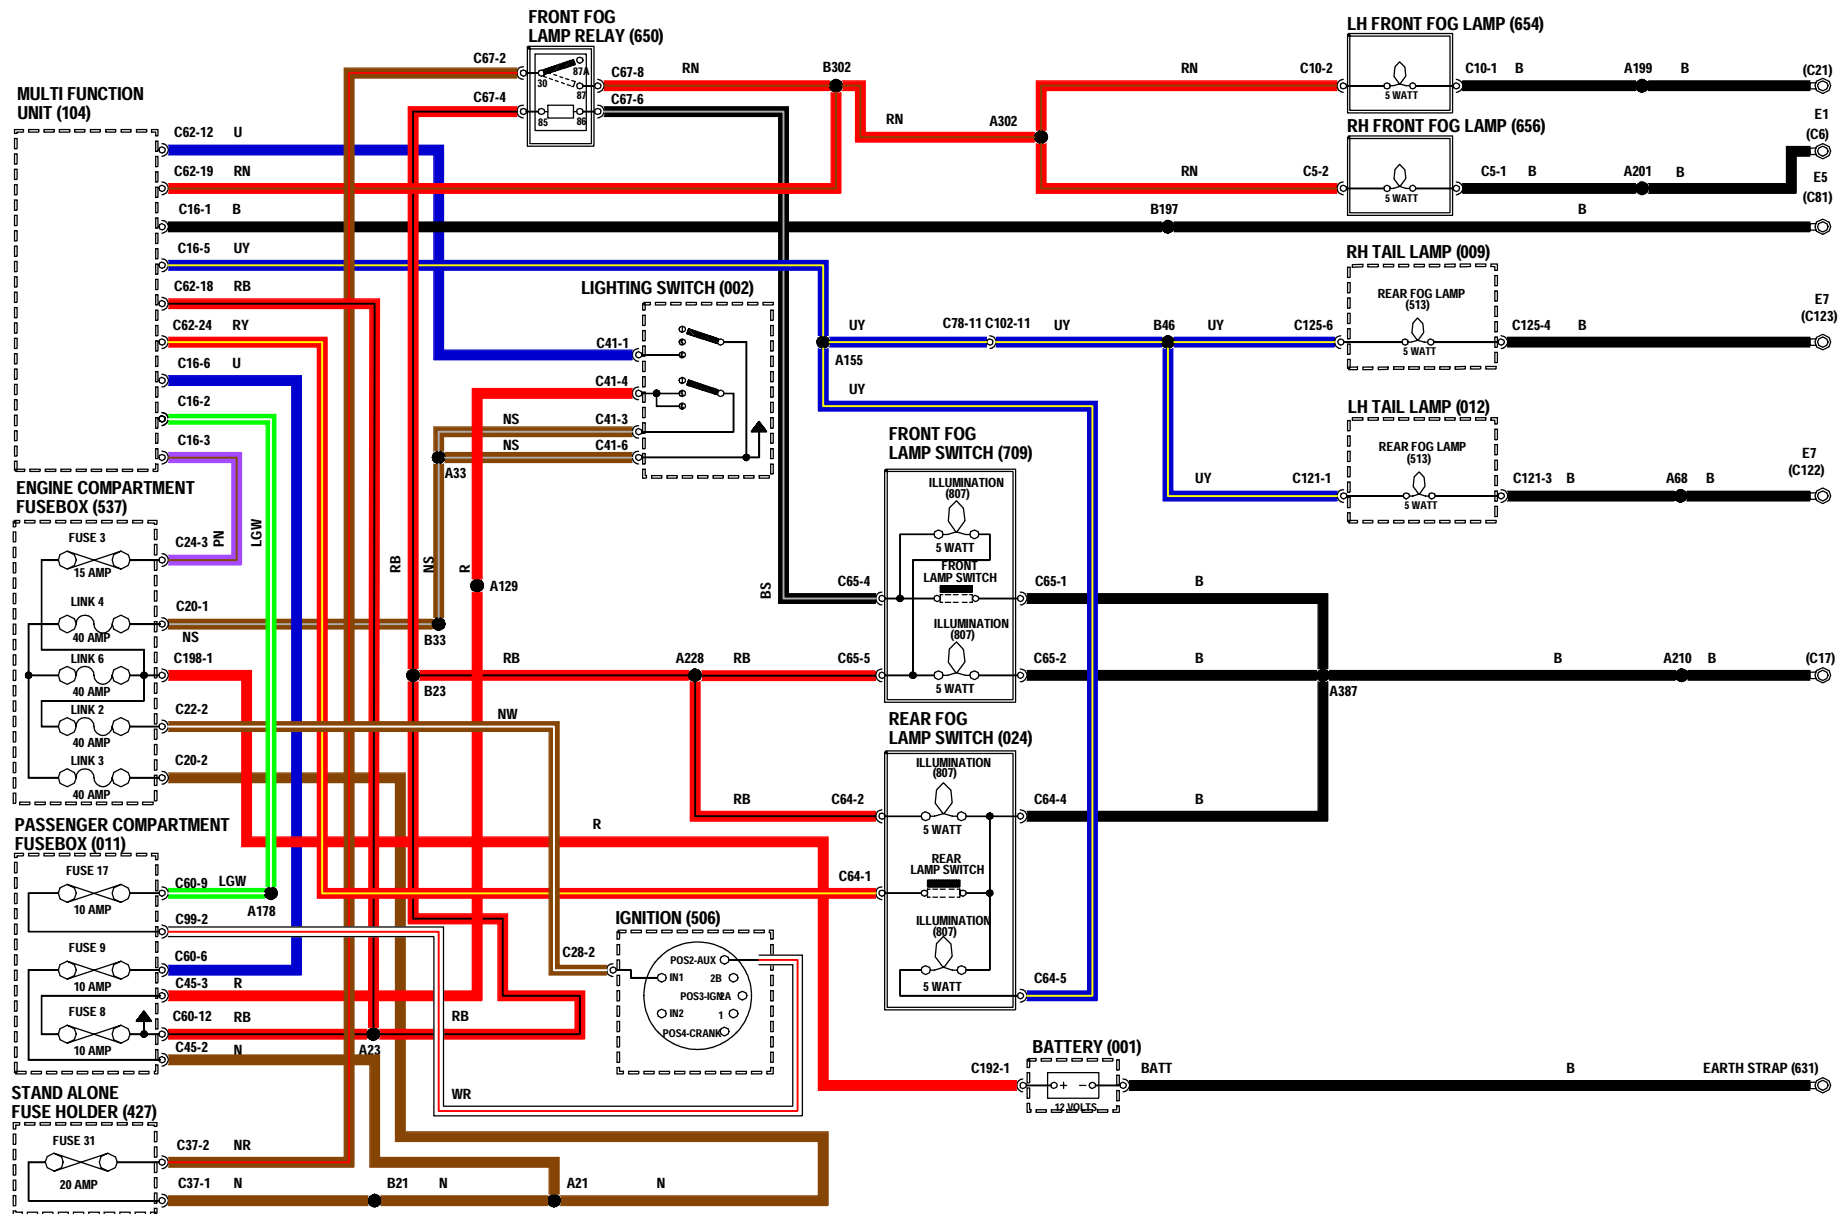 FRONT FOG
LAMP RELAY (650)
C67-2
30
87A
87
C67-8
RN
B302
C67-4
85
86
C67-6
RN
A302
RN
C10-2
LH FRONT FOG LAMP (654)
5 WATT
C10-1
B
A199
B
(C21)
E1
RH FRONT FOG LAMP (656)
(C6)
RN
C5-2
5 WATT
C5-1
B
A201
B
E5
(C81)
MULTI FUNCTION
UNIT (104)
C62-12
U
C62-19
RN
C16-1
B
B197
B
C16-5
UY
C62-18
RB
C62-24
RY
C16-6
U
C16-2
C16-3
LIGHTING SWITCH (002)
C41-1
C41-4
NS
C41-3
NS
C41-6
A33
UY
A155
UY
C78-11
C102-11
UY
B46
UY
C125-6
RH TAIL LAMP (009)
REAR FOG LAMP
(513)
5 WATT
C125-4
B
E7
(C123)
LH TAIL LAMP (012)
REAR FOG LAMP
(513)
5 WATT
UY
C121-1
C121-3
B
A68
B
E7
(C122)
ENGINE COMPARTMENT
FUSEBOX (537)
FUSE 3
15 AMP
C24-3
PN
LGW
LINK 4
40 AMP
C20-1
NS
LINK 6
40 AMP
C198-1
LINK 2
40 AMP
C22-2
LINK 3
40 AMP
C20-2
RB
NS
R
A129
B33
BS
RB
B23
A228
RB
NW
FRONT FOG
LAMP SWITCH (709)
ILLUMINATION
(807)
5 WATT
FRONT
LAMP SWITCH
C65-4
C65-1
B
ILLUMINATION
(807)
5 WATT
C65-5
C65-2
B
A387
B
A210
B
(C17)
REAR FOG
LAMP SWITCH (024)
ILLUMINATION
(807)
5 WATT
RB
C64-2
C64-4
B
REAR
LAMP SWITCH
C64-1
ILLUMINATION
(807)
5 WATT
C64-5
PASSENGER COMPARTMENT
FUSEBOX (011)
R
FUSE 17
10 AMP
C60-9
LGW
A178
C99-2
FUSE 9
10 AMP
C60-6
C45-3
R
FUSE 8
10 AMP
C60-12
RB
RB
A23
C45-2
N
IGNITION (506)
C28-2
POS2-AUX
IN1
2B
POS3-IGN
2A
IN2
1
POS4-CRANK
WR
BATTERY (001)
C192-1
+
-
12 VOLTS
BATT
B
EARTH STRAP (631)
STAND ALONE
FUSE HOLDER (427)
FUSE 31
20 AMP
C37-2
NR
C37-1
N
B21
N
A21
N